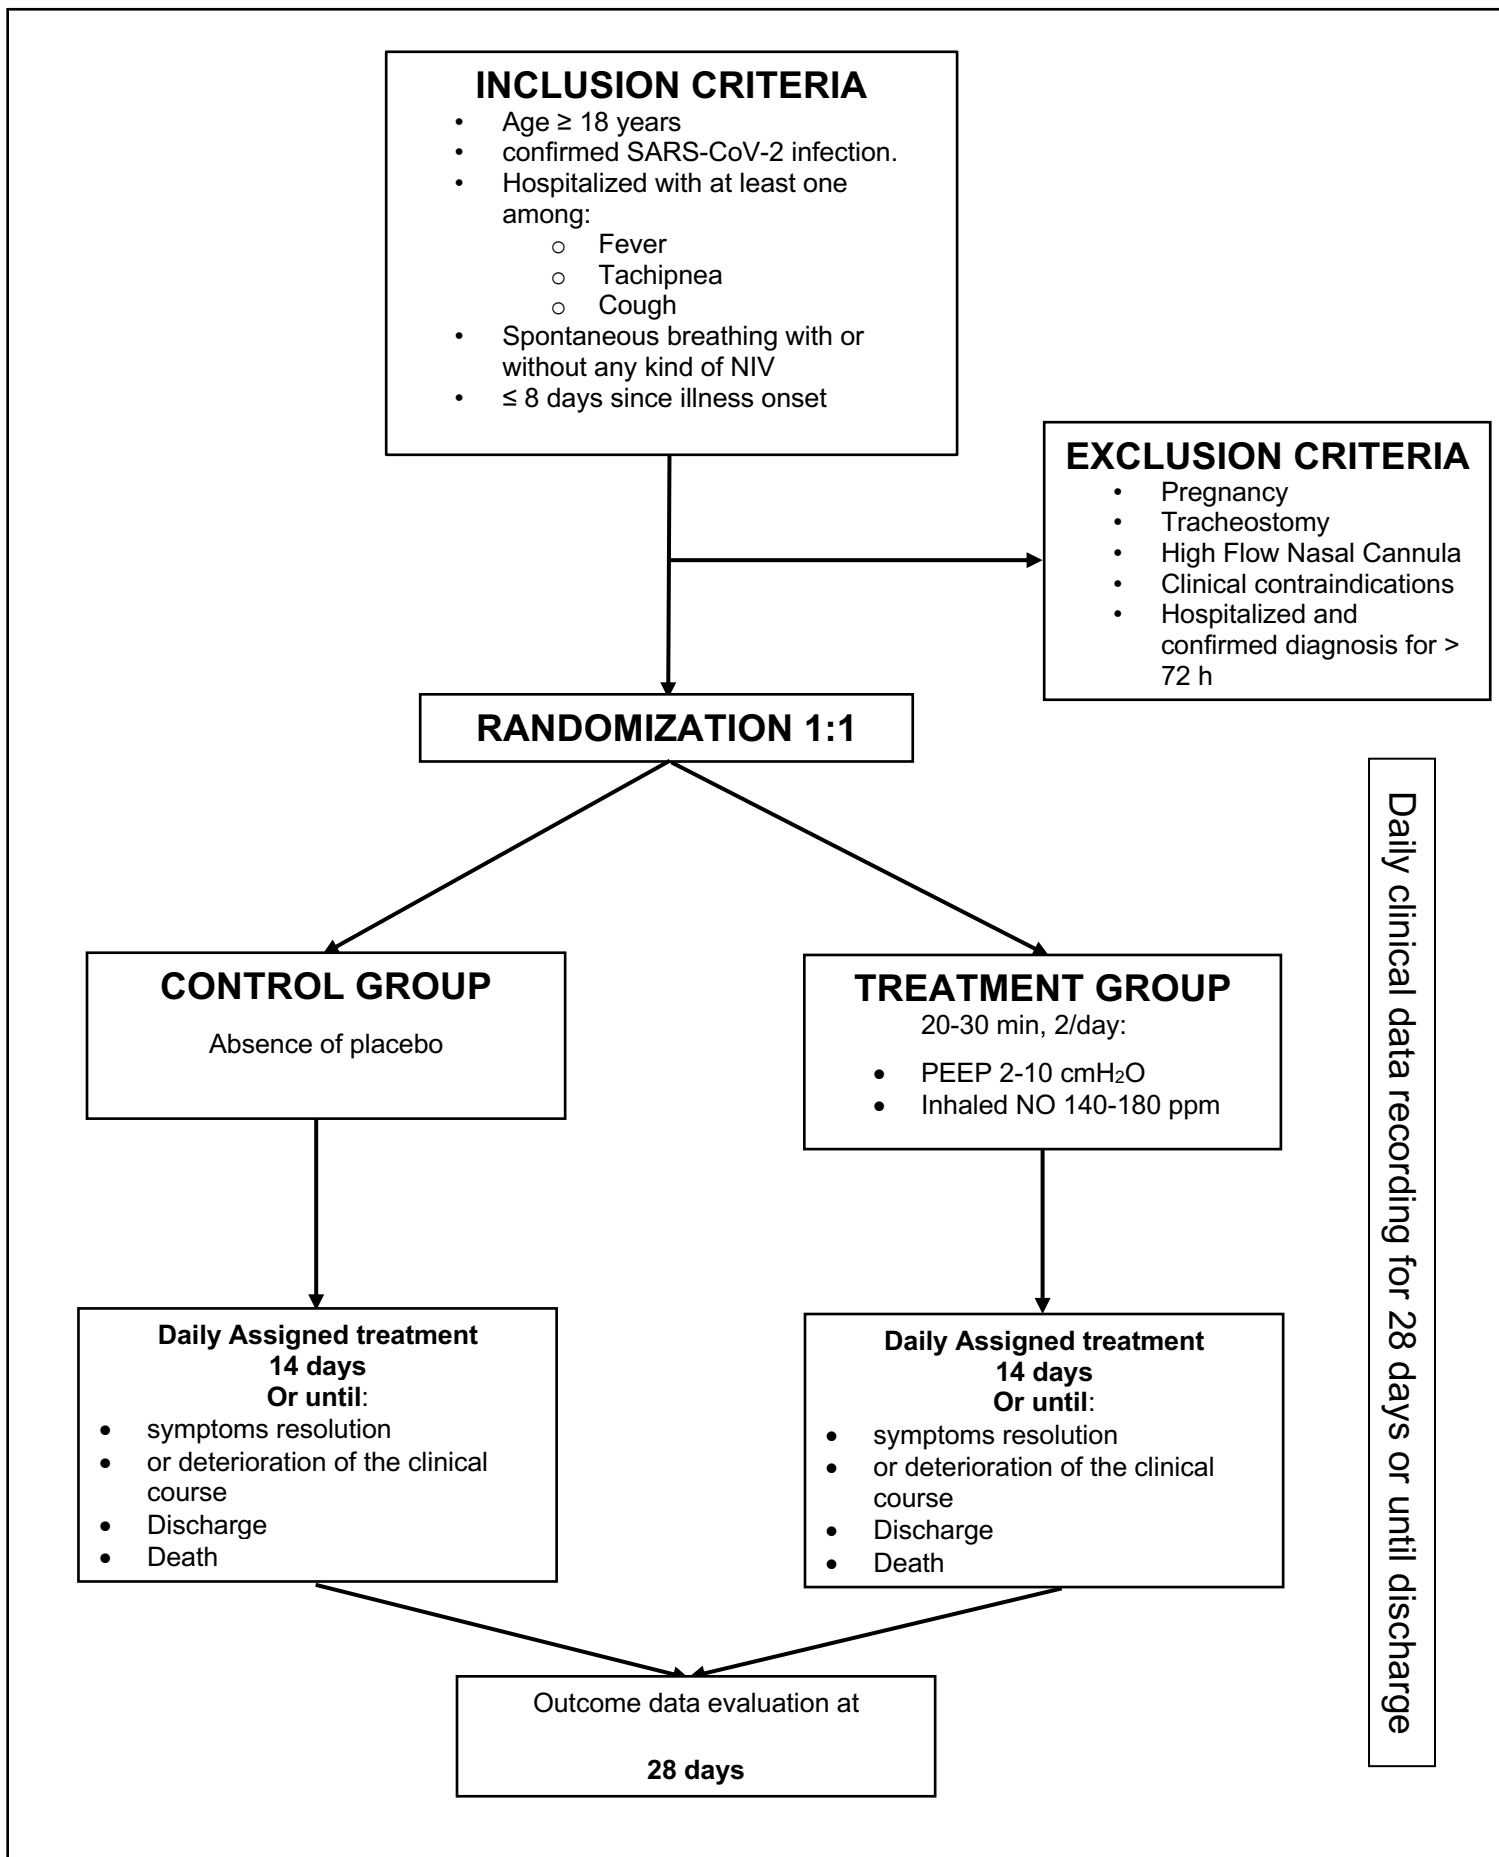 INCLUSION CRITERIA
• Age ≥ 18 years
• confirmed SARS-CoV-2 infection.
• Hospitalized with at least one
among:
o Fever
o Tachipnea
o Cough
• Spontaneous breathing with or
without any kind of NIV
• ≤ 8 days since illness onset
EXCLUSION CRITERIA
• Pregnancy
• Tracheostomy
• High Flow Nasal Cannula
• Clinical contraindications
• Hospitalized and
confirmed diagnosis for >
72 h
RANDOMIZATION 1:1
CONTROL GROUP
Absence of placebo
TREATMENT GROUP
20-30 min, 2/day:
• PEEP 2-10 cmH₂O
• Inhaled NO 140-180 ppm
Daily Assigned treatment
14 days
Or until:
• symptoms resolution
• or deterioration of the clinical
course
• Discharge
• Death
Daily Assigned treatment
14 days
Or until:
• symptoms resolution
• or deterioration of the clinical
course
• Discharge
• Death
Outcome data evaluation at
28 days
Daily clinical data recording for 28 days or until discharge